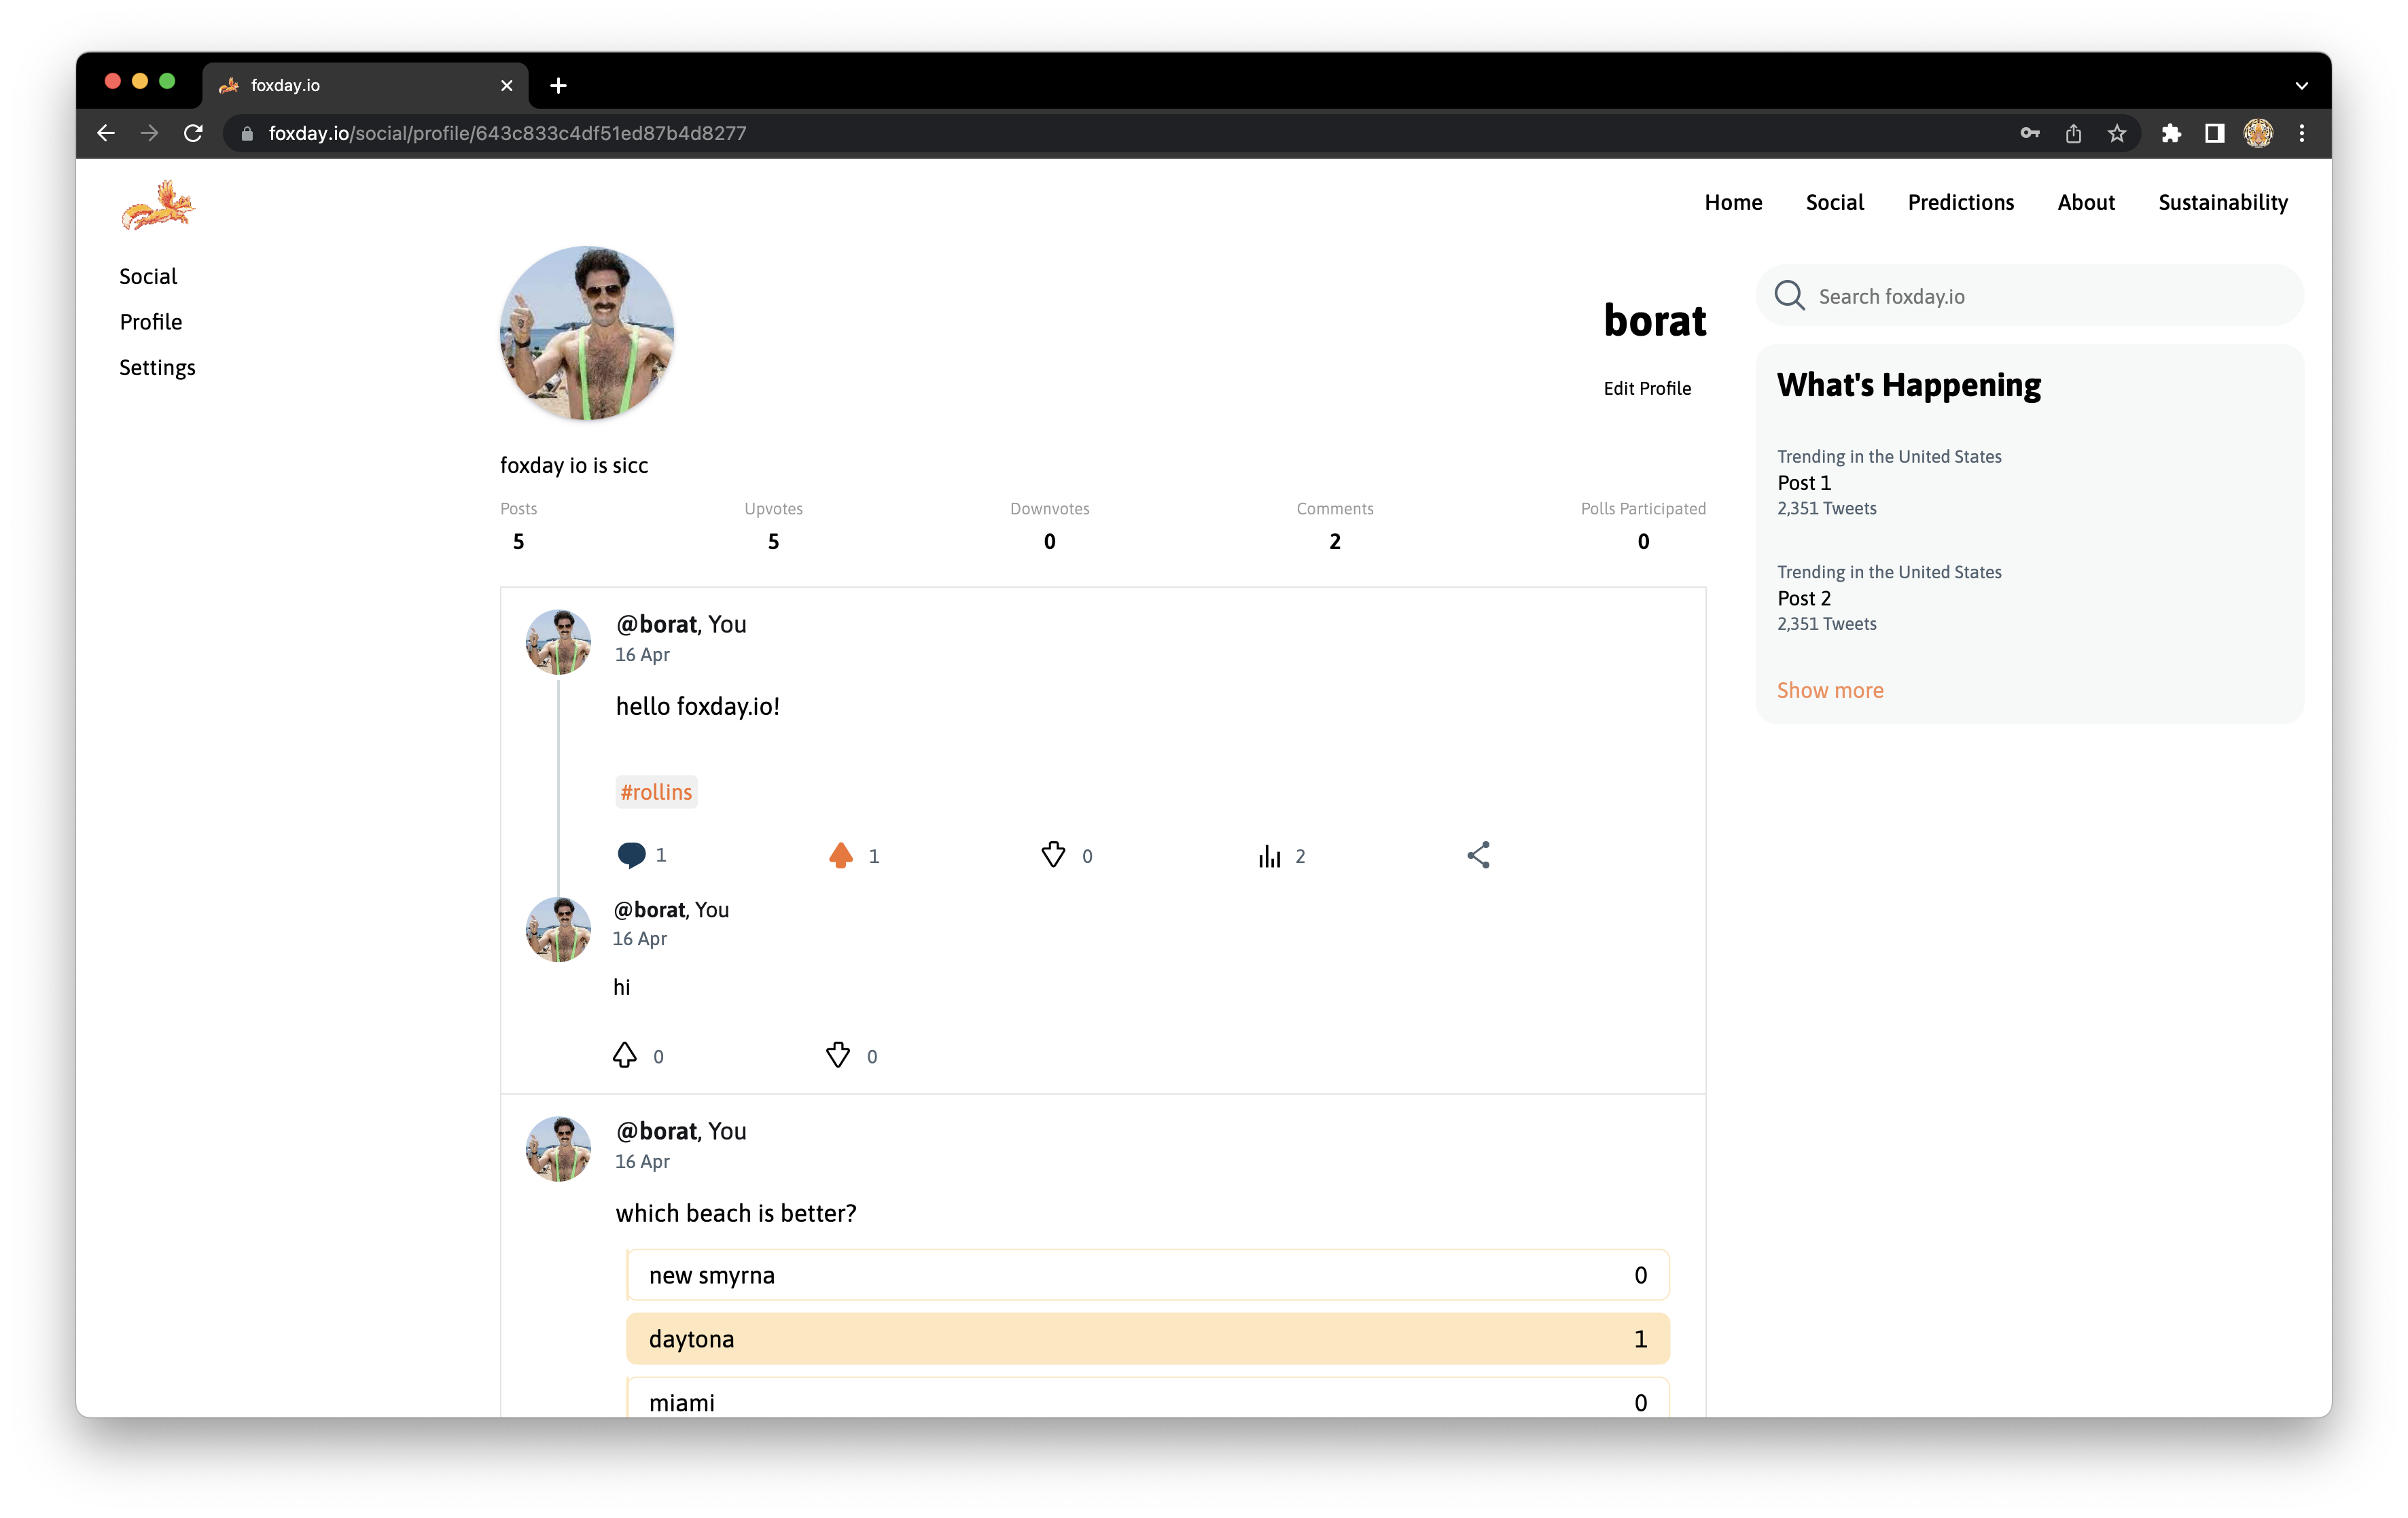 foxday.io
foxday.io/social/profile/643c833c4df51ed87b4d8277
Home Social Predictions About Sustainability
Social
Profile
Settings
borat
Edit Profile
foxday io is sicc
Posts Upvotes Downvotes Comments Polls Participated
5 5 0 2 0
@borat, You
16 Apr
hello foxday.io!
#rollins
1 1 0 2
@borat, You
16 Apr
hi
0 0
@borat, You
16 Apr
which beach is better?
new smyrna 0
daytona 1
miami 0
Search foxday.io
What's Happening
Trending in the United States
Post 1
2,351 Tweets
Trending in the United States
Post 2
2,351 Tweets
Show more